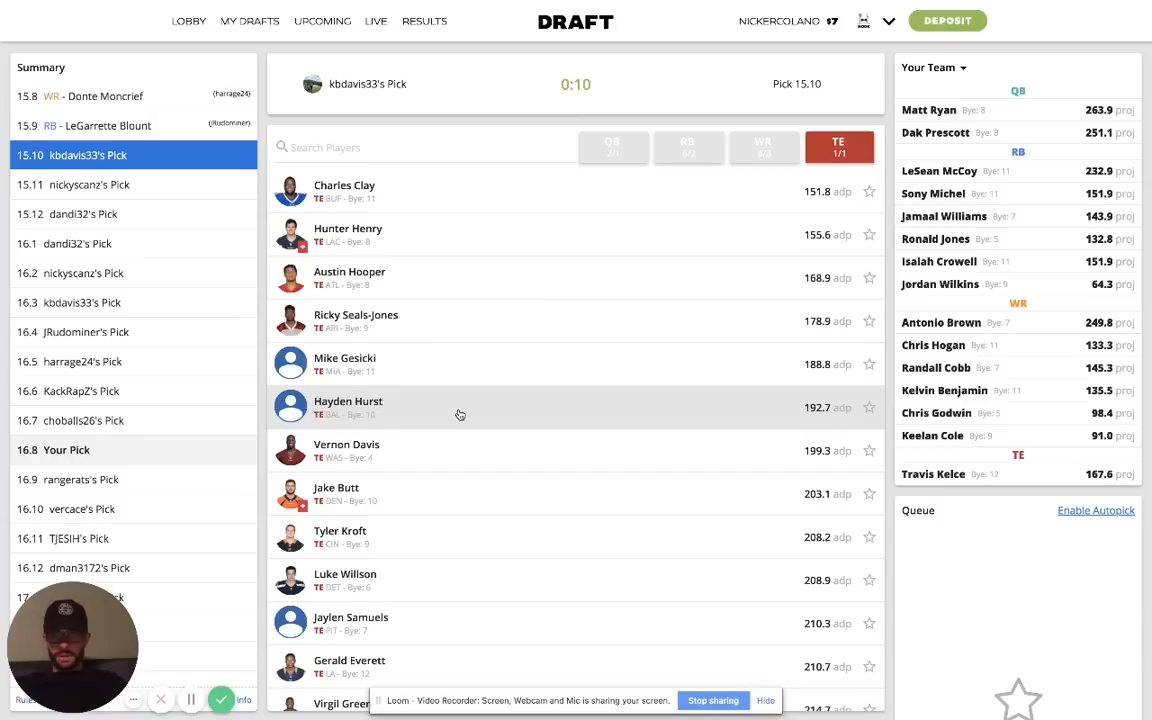 LOBBY MY DRAFTS UPCOMING LIVE RESULTS DRAFT NICKERCOLANO $7 DEPOSIT
Summary
15.8 WR - Donte Moncrief (harrage24)
15.9 RB - LeGarrette Blount (JRudominer)
15.10 kbdavis33's Pick
15.11 nickyscanz's Pick
15.12 dandi32's Pick
16.1 dandi32's Pick
16.2 nickyscanz's Pick
16.3 kbdavis33's Pick
16.4 JRudominer's Pick
16.5 harrage24's Pick
16.6 KackRapZ's Pick
16.7 choballs26's Pick
16.8 Your Pick
16.9 rangerats's Pick
16.10 vercace's Pick
16.11 TJESIH's Pick
16.12 dman3172's Pick
17
Rules
Info
kbdavis33's Pick 0:10 Pick 15.10
Search Players
QB
2/1
RB
6/2
WR
6/3
TE
1/1
Charles Clay
TE BUF - Bye: 11
151.8 adp
Hunter Henry
TE LAC - Bye: 8
155.6 adp
Austin Hooper
TE ATL - Bye: 8
168.9 adp
Ricky Seals-Jones
TE ARI - Bye: 9
178.9 adp
Mike Gesicki
TE MIA - Bye: 11
188.8 adp
Hayden Hurst
TE BAL - Bye: 10
192.7 adp
Vernon Davis
TE WAS - Bye: 4
199.3 adp
Jake Butt
TE DEN - Bye: 10
203.1 adp
Tyler Kroft
TE CIN - Bye: 9
208.2 adp
Luke Willson
TE DET - Bye: 6
208.9 adp
Jaylen Samuels
TE PIT - Bye: 7
210.3 adp
Gerald Everett
TE LA - Bye: 12
210.7 adp
Virgil Green
Loom - Video Recorder: Screen, Webcam and Mic is sharing your screen. Stop sharing Hide
Your Team
QB
Matt Ryan Bye: 8 263.9 proj
Dak Prescott Bye: 8 251.1 proj
RB
LeSean McCoy Bye: 11 232.9 proj
Sony Michel Bye: 11 151.9 proj
Jamaal Williams Bye: 7 143.9 proj
Ronald Jones Bye: 5 132.8 proj
Isaiah Crowell Bye: 11 151.9 proj
Jordan Wilkins Bye: 9 64.3 proj
WR
Antonio Brown Bye: 7 249.8 proj
Chris Hogan Bye: 11 133.3 proj
Randall Cobb Bye: 7 145.3 proj
Kelvin Benjamin Bye: 11 135.5 proj
Chris Godwin Bye: 5 98.4 proj
Keelan Cole Bye: 9 91.0 proj
TE
Travis Kelce Bye: 12 167.6 proj
Queue Enable Autopick